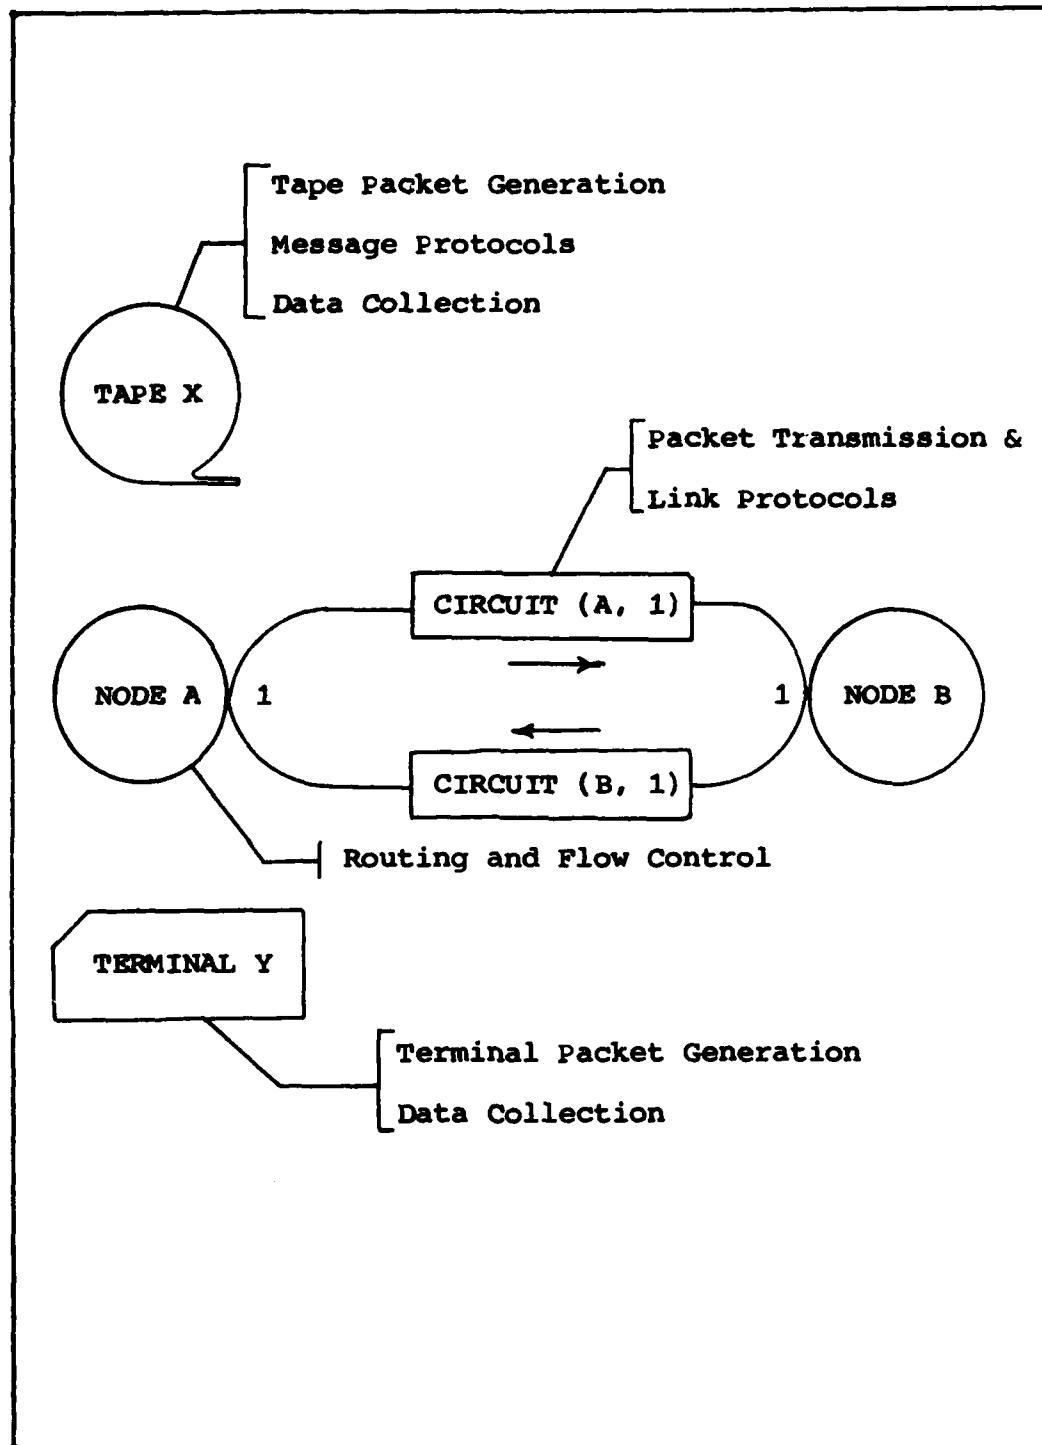 Tape Packet Generation
Message Protocols
Data Collection
TAPE X
Packet Transmission &
Link Protocols
CIRCUIT (A, 1)
NODE A
1
1
NODE B
CIRCUIT (B, 1)
Routing and Flow Control
TERMINAL Y
Terminal Packet Generation
Data Collection